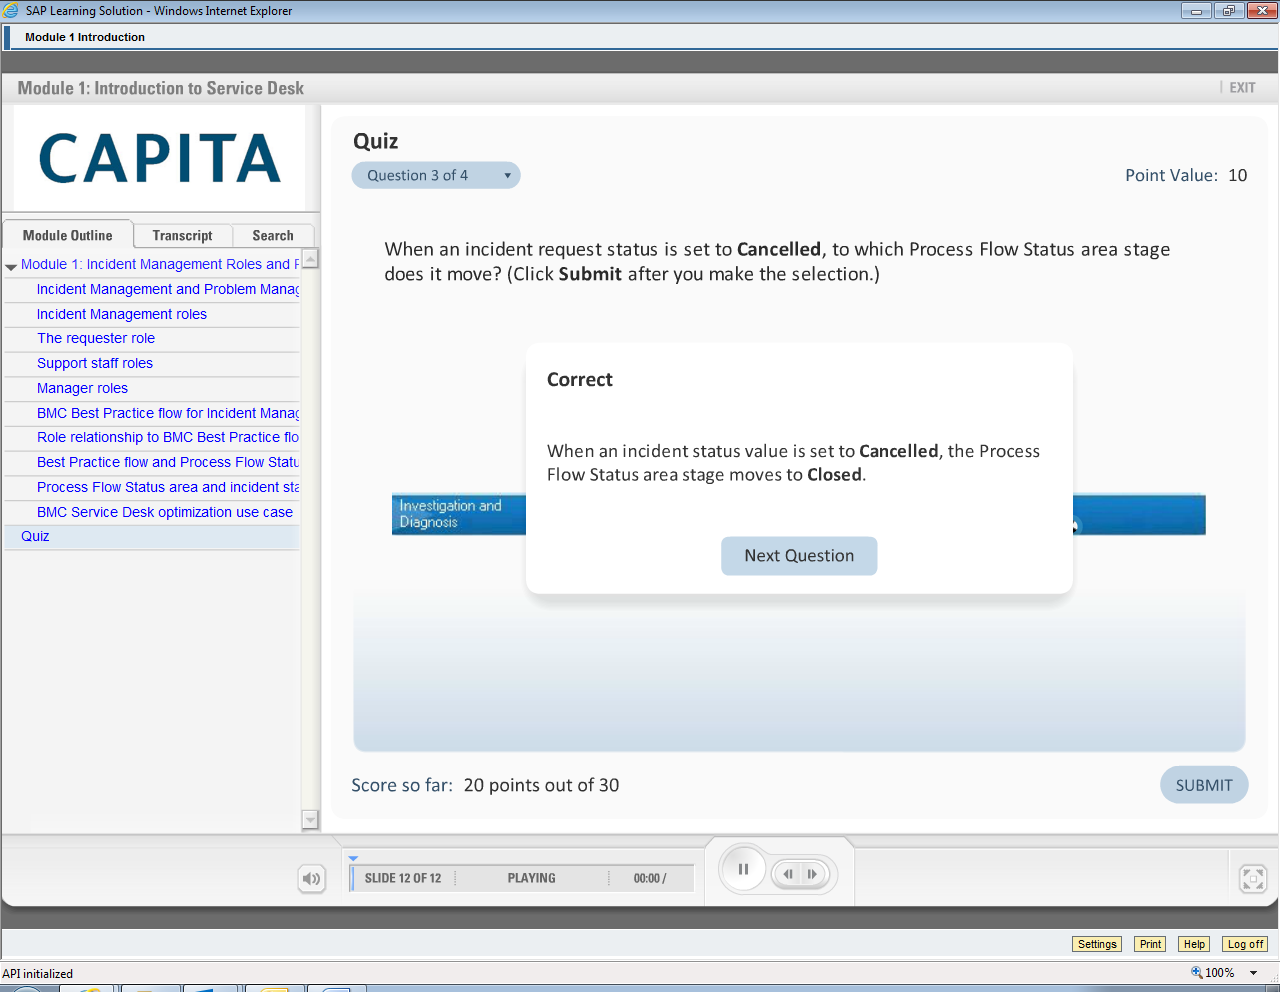 SAP Learning Solution - Windows Internet Explorer
Module 1 Introduction
Module 1: Introduction to Service Desk
EXIT
CAPITA
Module Outline
Transcript
Search
Module 1: Incident Management Roles and
Incident Management and Problem
Incident Management roles
The requester role
Support staff roles
Manager roles
BMC Best Practice flow for Incident
Role relationship to BMC Best Practice
Best Practice flow and Process Flow
Process Flow Status area and incident
BMC Service Desk optimization use case
Quiz
Quiz
Question 3 of 4
Point Value: 10
When an incident request status is set to Cancelled, to which Process Flow Status area stage
does it move? (Click Submit after you make the selection.)
Investigation and
Diagnosis
Correct
When an incident status value is set to Cancelled, the Process
Flow Status area stage moves to Closed.
Next Question
Score so far: 20 points out of 30
SUBMIT
SLIDE 12 OF 12
PLAYING
00:00 /
Settings
Print
Help
Log off
API initialized
100%